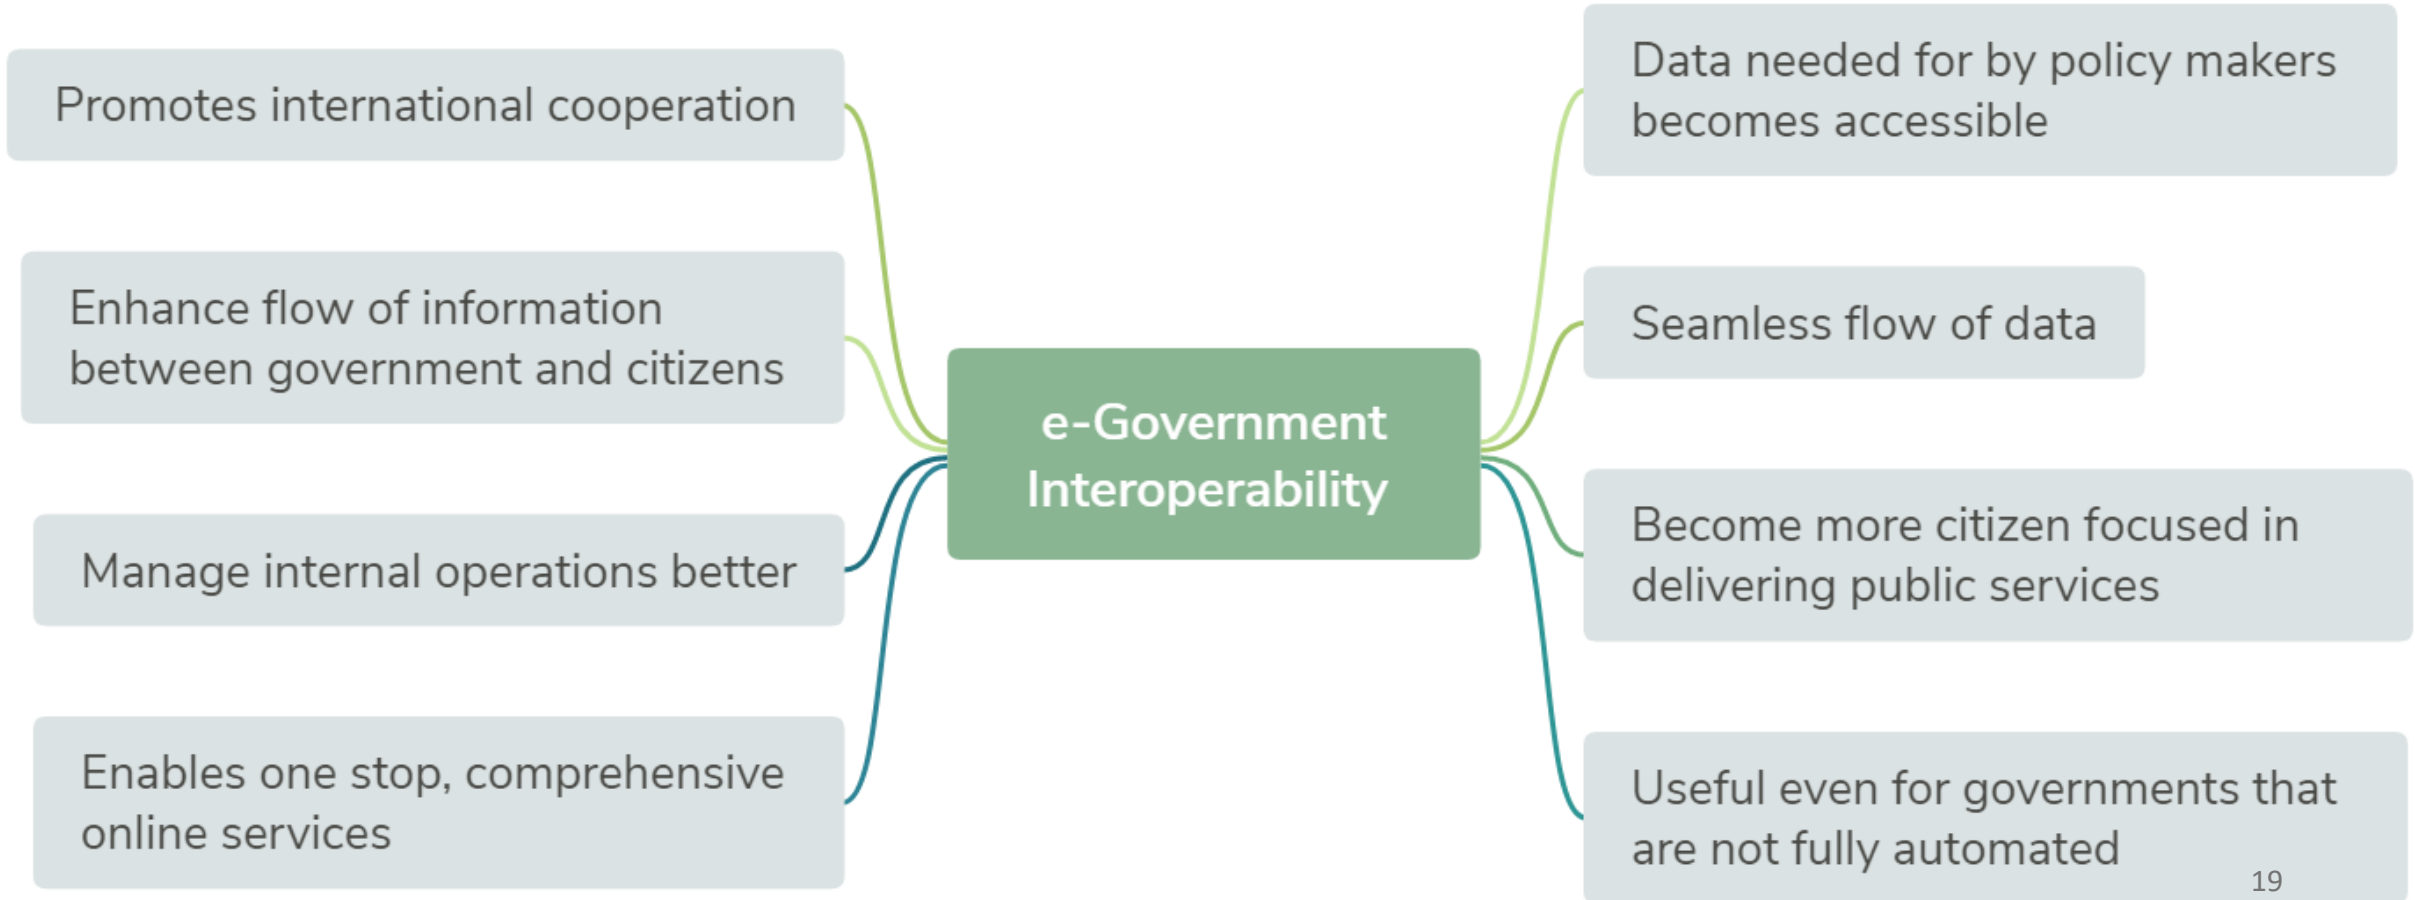 Promotes international cooperation
Enhance flow of information
between government and citizens
Manage internal operations better
Enables one stop, comprehensive
online services
e-Government
Interoperability
Data needed for by policy makers
becomes accessible
Seamless flow of data
Become more citizen focused in
delivering public services
Useful even for governments that
are not fully automated
19